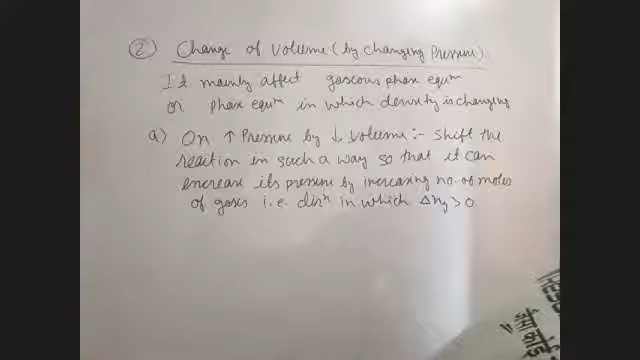 ② Change of Volume (by changing Pressure)
It mainly affect gaseous phase equm
or phase equm in which density is changing
a) On ↑ Pressure by ↓ Volume :- shift the
reaction in such a way so that it can
increase its pressure by increasing no. of moles
of gases i.e. dirn in which Δng > 0